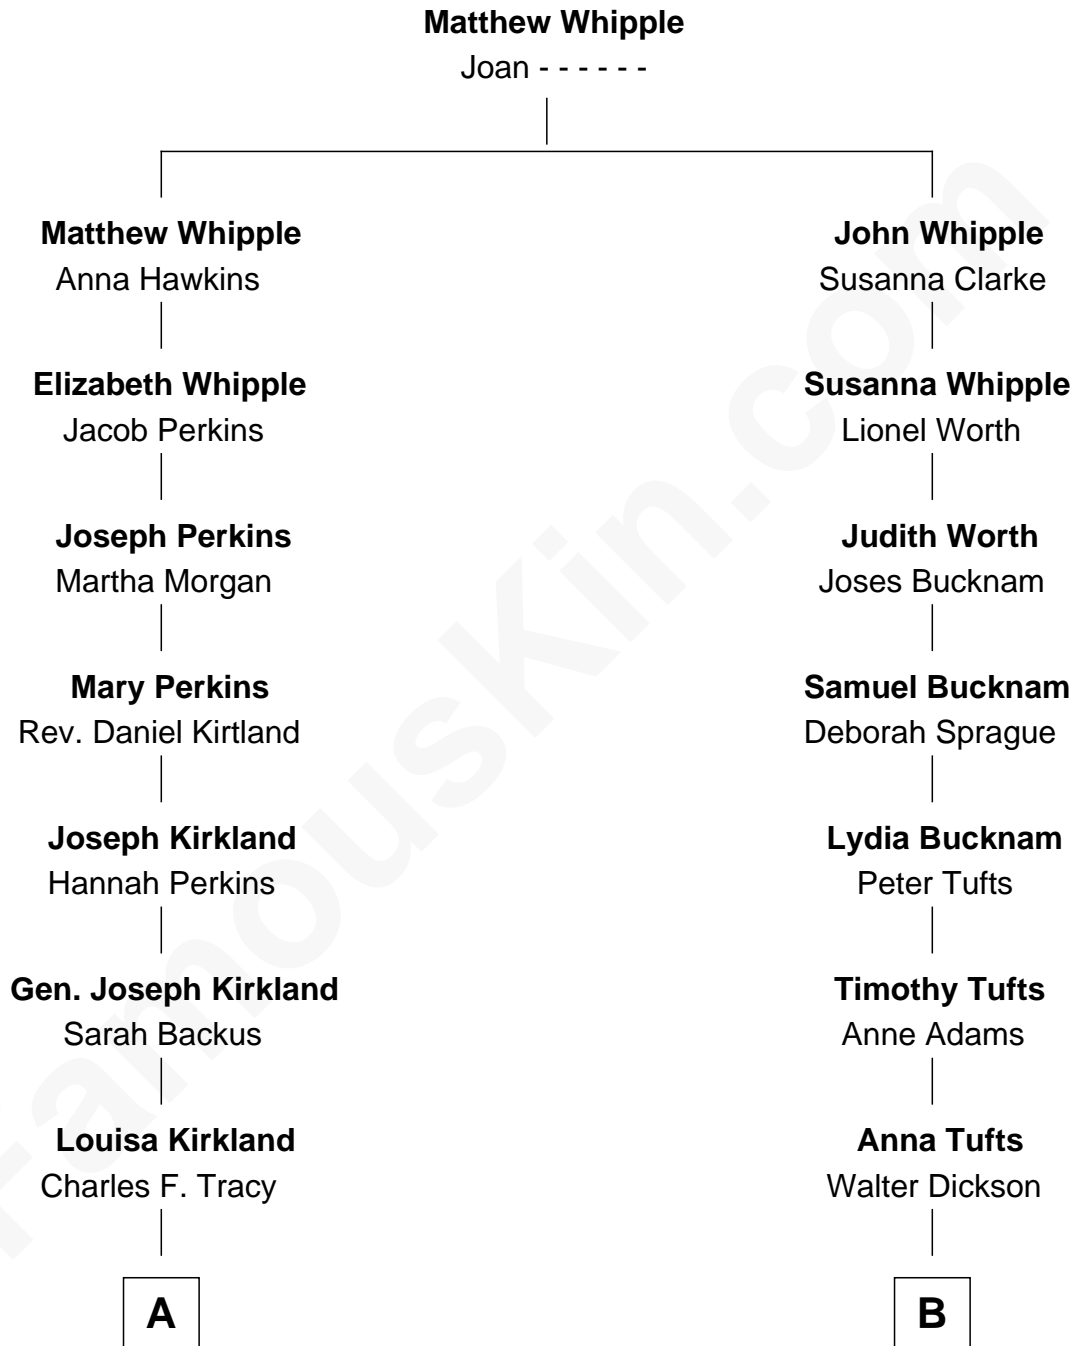 Matthew Whipple
Joan - - - - - -
Matthew Whipple
Anna Hawkins
John Whipple
Susanna Clarke
Elizabeth Whipple
Jacob Perkins
Susanna Whipple
Lionel Worth
Joseph Perkins
Martha Morgan
Judith Worth
Joses Bucknam
Mary Perkins
Rev. Daniel Kirtland
Samuel Bucknam
Deborah Sprague
Joseph Kirkland
Hannah Perkins
Lydia Bucknam
Peter Tufts
Gen. Joseph Kirkland
Sarah Backus
Timothy Tufts
Anne Adams
Louisa Kirkland
Charles F. Tracy
Anna Tufts
Walter Dickson
A
B
FamousKin.com